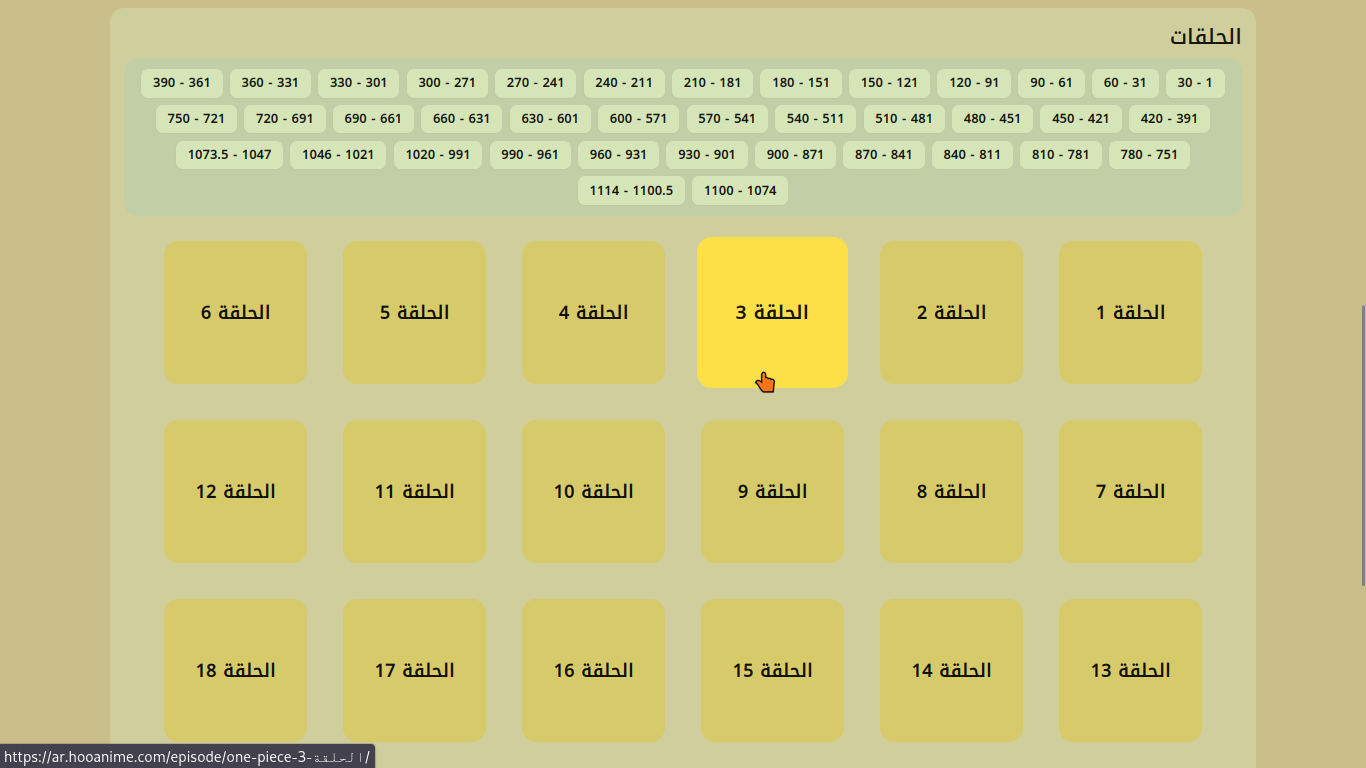 الحلقات
1 - 30 31 - 60 61 - 90 91 - 120 121 - 150 151 - 180 181 - 210 211 - 240 241 - 270 271 - 300 301 - 330 331 - 360 361 - 390
391 - 420 421 - 450 451 - 480 481 - 510 511 - 540 541 - 570 571 - 600 601 - 630 631 - 660 661 - 690 691 - 720 721 - 750
751 - 780 781 - 810 811 - 840 841 - 870 871 - 900 901 - 930 931 - 960 961 - 990 991 - 1020 1021 - 1046 1047 - 1073.5
1074 - 1100 1100.5 - 1114
الحلقة 1 الحلقة 2 الحلقة 3 الحلقة 4 الحلقة 5 الحلقة 6
الحلقة 7 الحلقة 8 الحلقة 9 الحلقة 10 الحلقة 11 الحلقة 12
الحلقة 13 الحلقة 14 الحلقة 15 الحلقة 16 الحلقة 17 الحلقة 18
https://ar.hooanime.com/episode/one-piece-3-الحلقة/